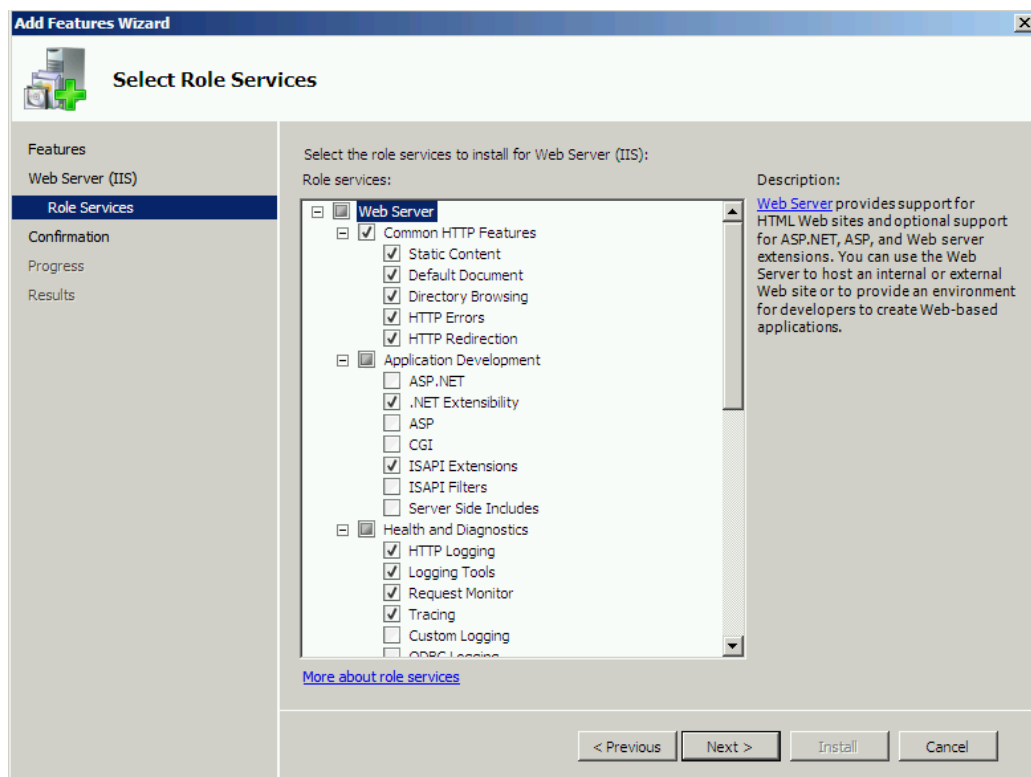 Add Features Wizard
Select Role Services
Features
Web Server (IIS)
Role Services
Confirmation
Progress
Results
Select the role services to install for Web Server (IIS):
Role services:
Web Server
Common HTTP Features
Static Content
Default Document
Directory Browsing
HTTP Errors
HTTP Redirection
Application Development
ASP.NET
.NET Extensibility
ASP
CGI
ISAPI Extensions
ISAPI Filters
Server Side Includes
Health and Diagnostics
HTTP Logging
Logging Tools
Request Monitor
Tracing
Custom Logging
ODBC Logging
More about role services
Description:
Web Server provides support for
HTML Web sites and optional support
for ASP.NET, ASP, and Web server
extensions. You can use the Web
Server to host an internal or external
Web site or to provide an environment
for developers to create Web-based
applications.
< Previous
Next >
Install
Cancel